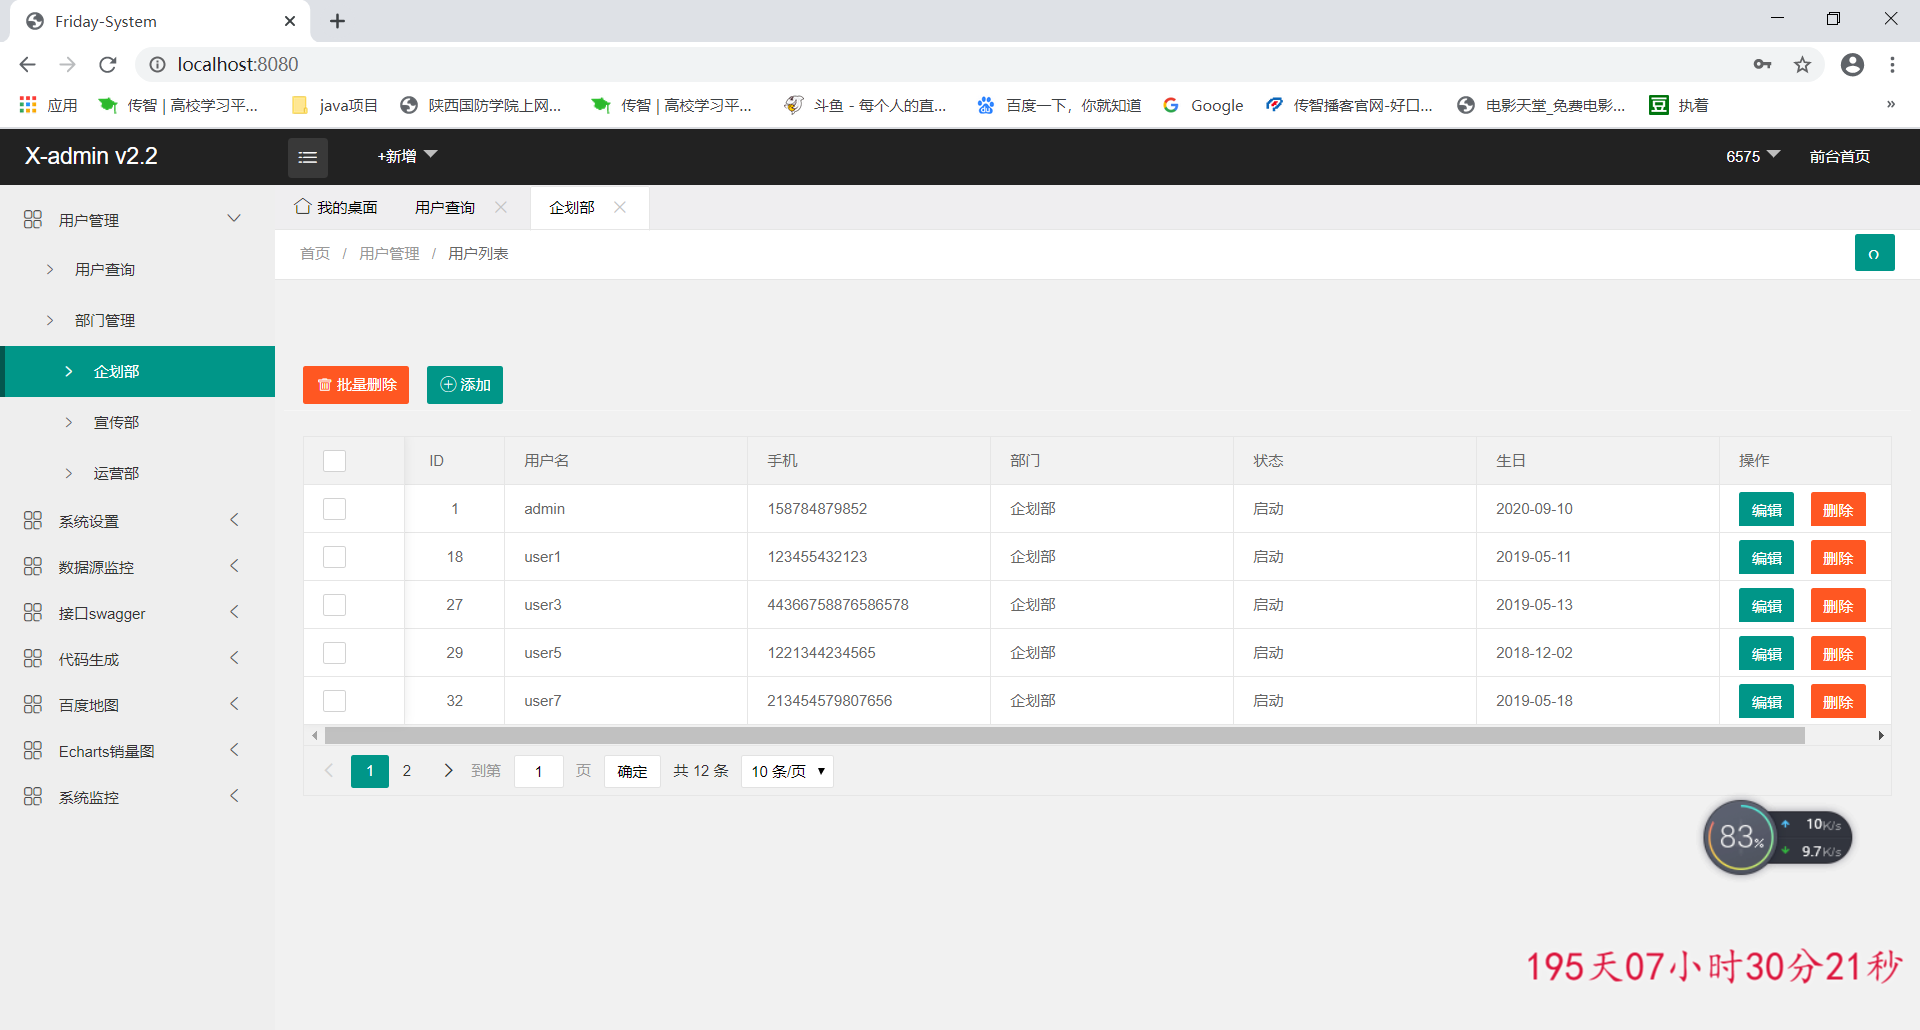 Friday-System
localhost:8080
应用 传智 | 高校学习平... java项目 陕西国防学院上网... 传智 | 高校学习平... 斗鱼 - 每个人的直... 百度一下，你就知道 Google 传智播客官网-好口... 电影天堂_免费电影... 执着 »
X-admin v2.2 +新增 6575 前台首页
用户管理
用户查询
部门管理
企划部
宣传部
运营部
系统设置
数据源监控
接口swagger
代码生成
百度地图
Echarts销量图
系统监控
我的桌面 用户查询 企划部
首页 / 用户管理 / 用户列表
批量删除 添加
ID 用户名 手机 部门 状态 生日 操作
1 admin 158784879852 企划部 启动 2020-09-10 编辑 删除
18 user1 123455432123 企划部 启动 2019-05-11 编辑 删除
27 user3 44366758876586578 企划部 启动 2019-05-13 编辑 删除
29 user5 1221344234565 企划部 启动 2018-12-02 编辑 删除
32 user7 213454579807656 企划部 启动 2019-05-18 编辑 删除
1 2 到第 1 页 确定 共 12 条 10 条/页
83% 10K/s
9.7K/s
195天07小时30分21秒